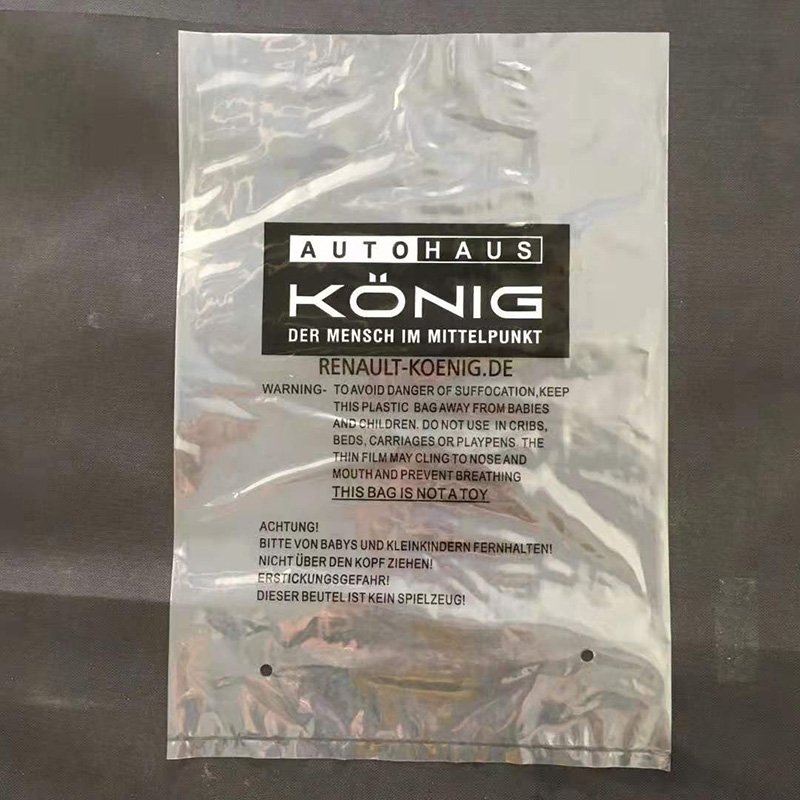 AUTOHAUS
KÖNIG
DER MENSCH IM MITTELPUNKT
RENAULT-KOENIG.DE
WARNING- TO AVOID DANGER OF SUFFOCATION,KEEP
THIS PLASTIC BAG AWAY FROM BABIES
AND CHILDREN. DO NOT USE IN CRIBS,
BEDS, CARRIAGES OR PLAYPENS. THE
THIN FILM MAY CLING TO NOSE AND
MOUTH AND PREVENT BREATHING
THIS BAG IS NOT A TOY
ACHTUNG!
BITTE VON BABYS UND KLEINKINDERN FERNHALTEN!
NICHT ÜBER DEN KOPF ZIEHEN!
ERSTICKUNGSGEFAHR!
DIESER BEUTEL IST KEIN SPIELZEUG!